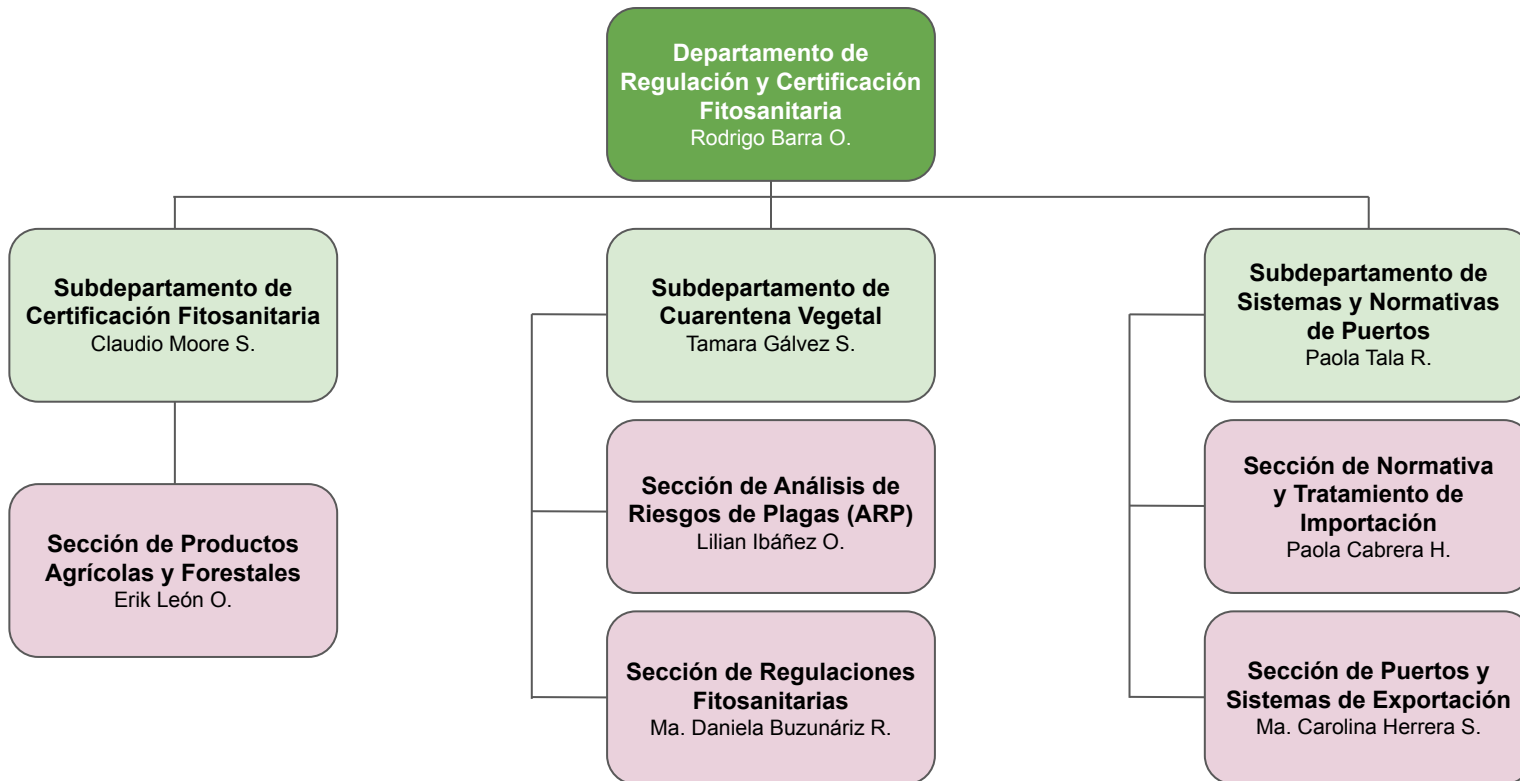 Departamento de
Regulación y Certificación
Fitosanitaria
Rodrigo Barra O.
Subdepartamento de
Certificación Fitosanitaria
Claudio Moore S.
Subdepartamento de
Cuarentena Vegetal
Tamara Gálvez S.
Subdepartamento de
Sistemas y Normativas
de Puertos
Paola Tala R.
Sección de Productos
Agrícolas y Forestales
Erik León O.
Sección de Análisis de
Riesgos de Plagas (ARP)
Lilian Ibáñez O.
Sección de Normativa
y Tratamiento de
Importación
Paola Cabrera H.
Sección de Regulaciones
Fitosanitarias
Ma. Daniela Buzunáriz R.
Sección de Puertos y
Sistemas de Exportación
Ma. Carolina Herrera S.